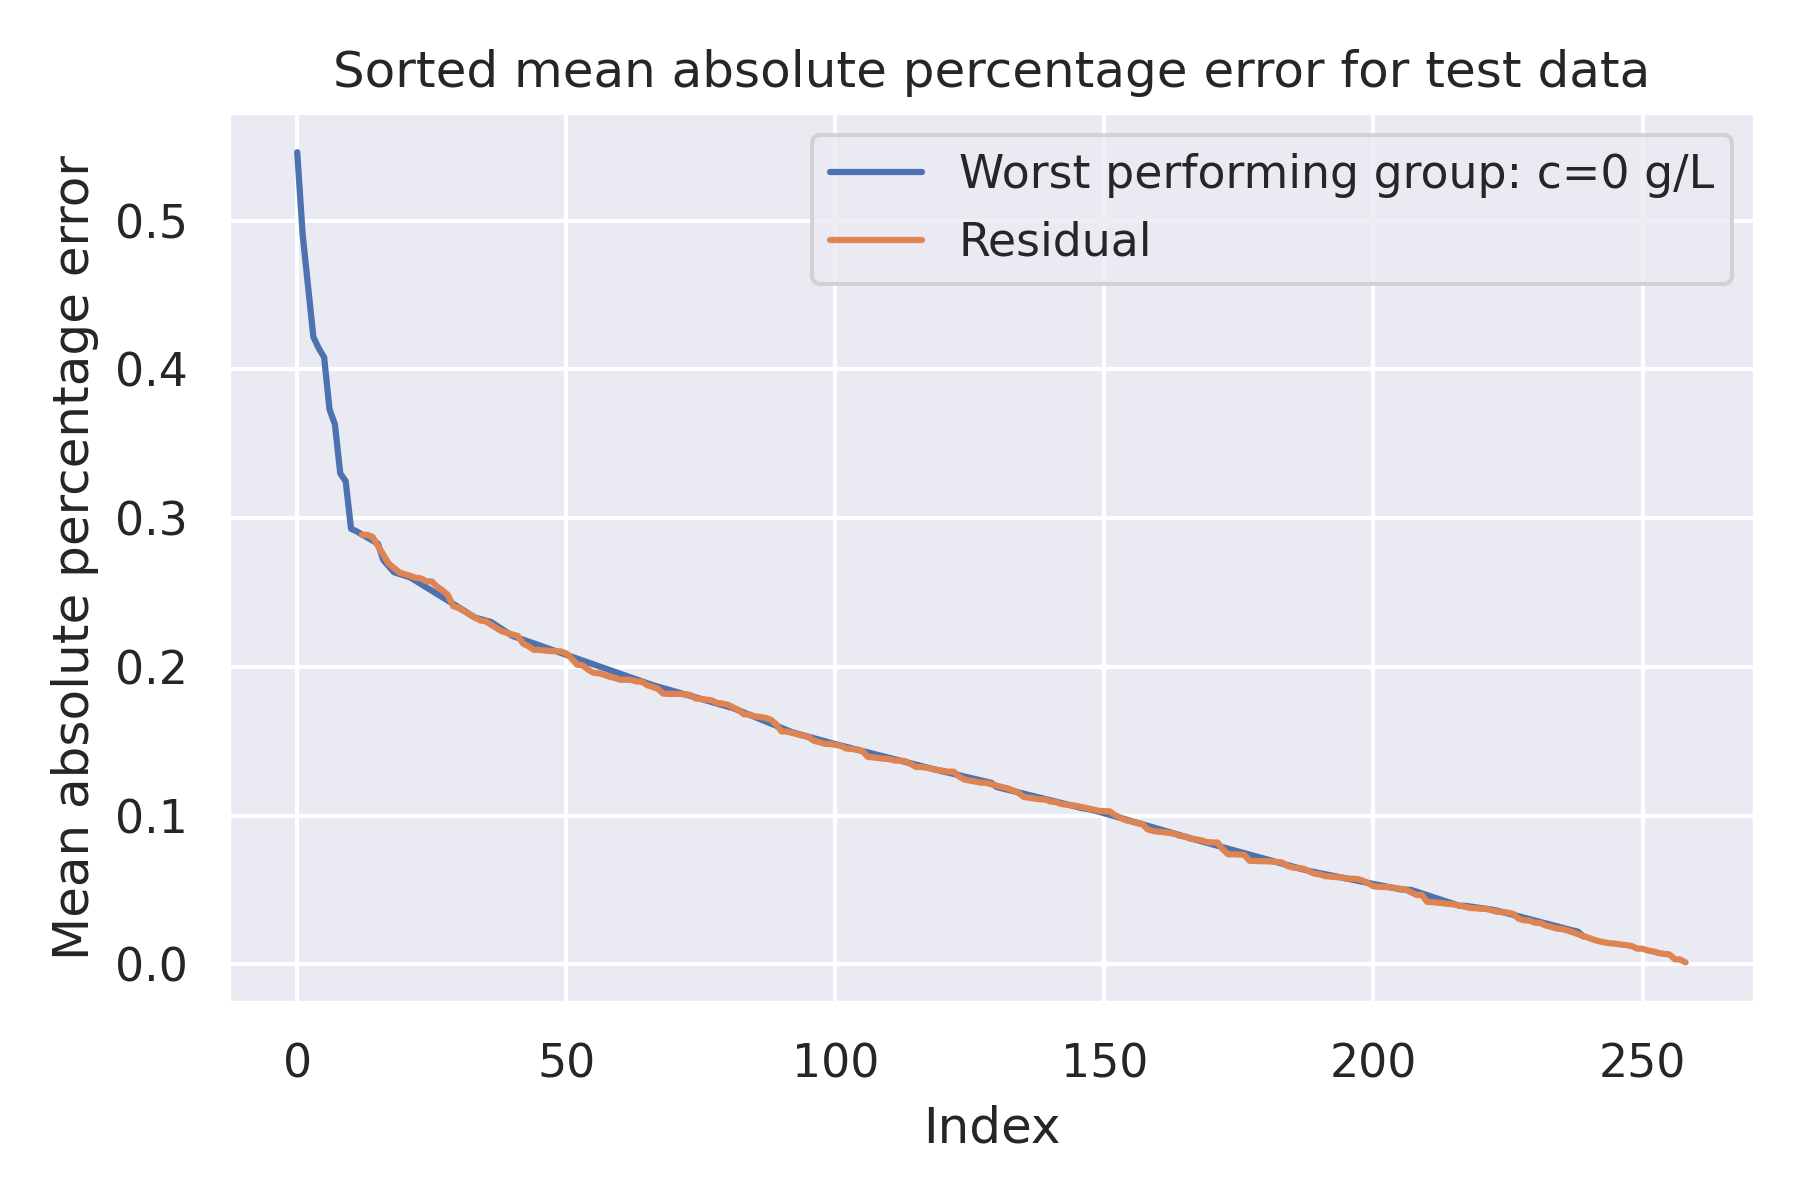 Sorted mean absolute percentage error for test data
Worst performing group: c=0 g/L
Residual
Mean absolute percentage error
0.5
0.4
0.3
0.2
0.1
0.0
0 50 100 150 200 250
Index